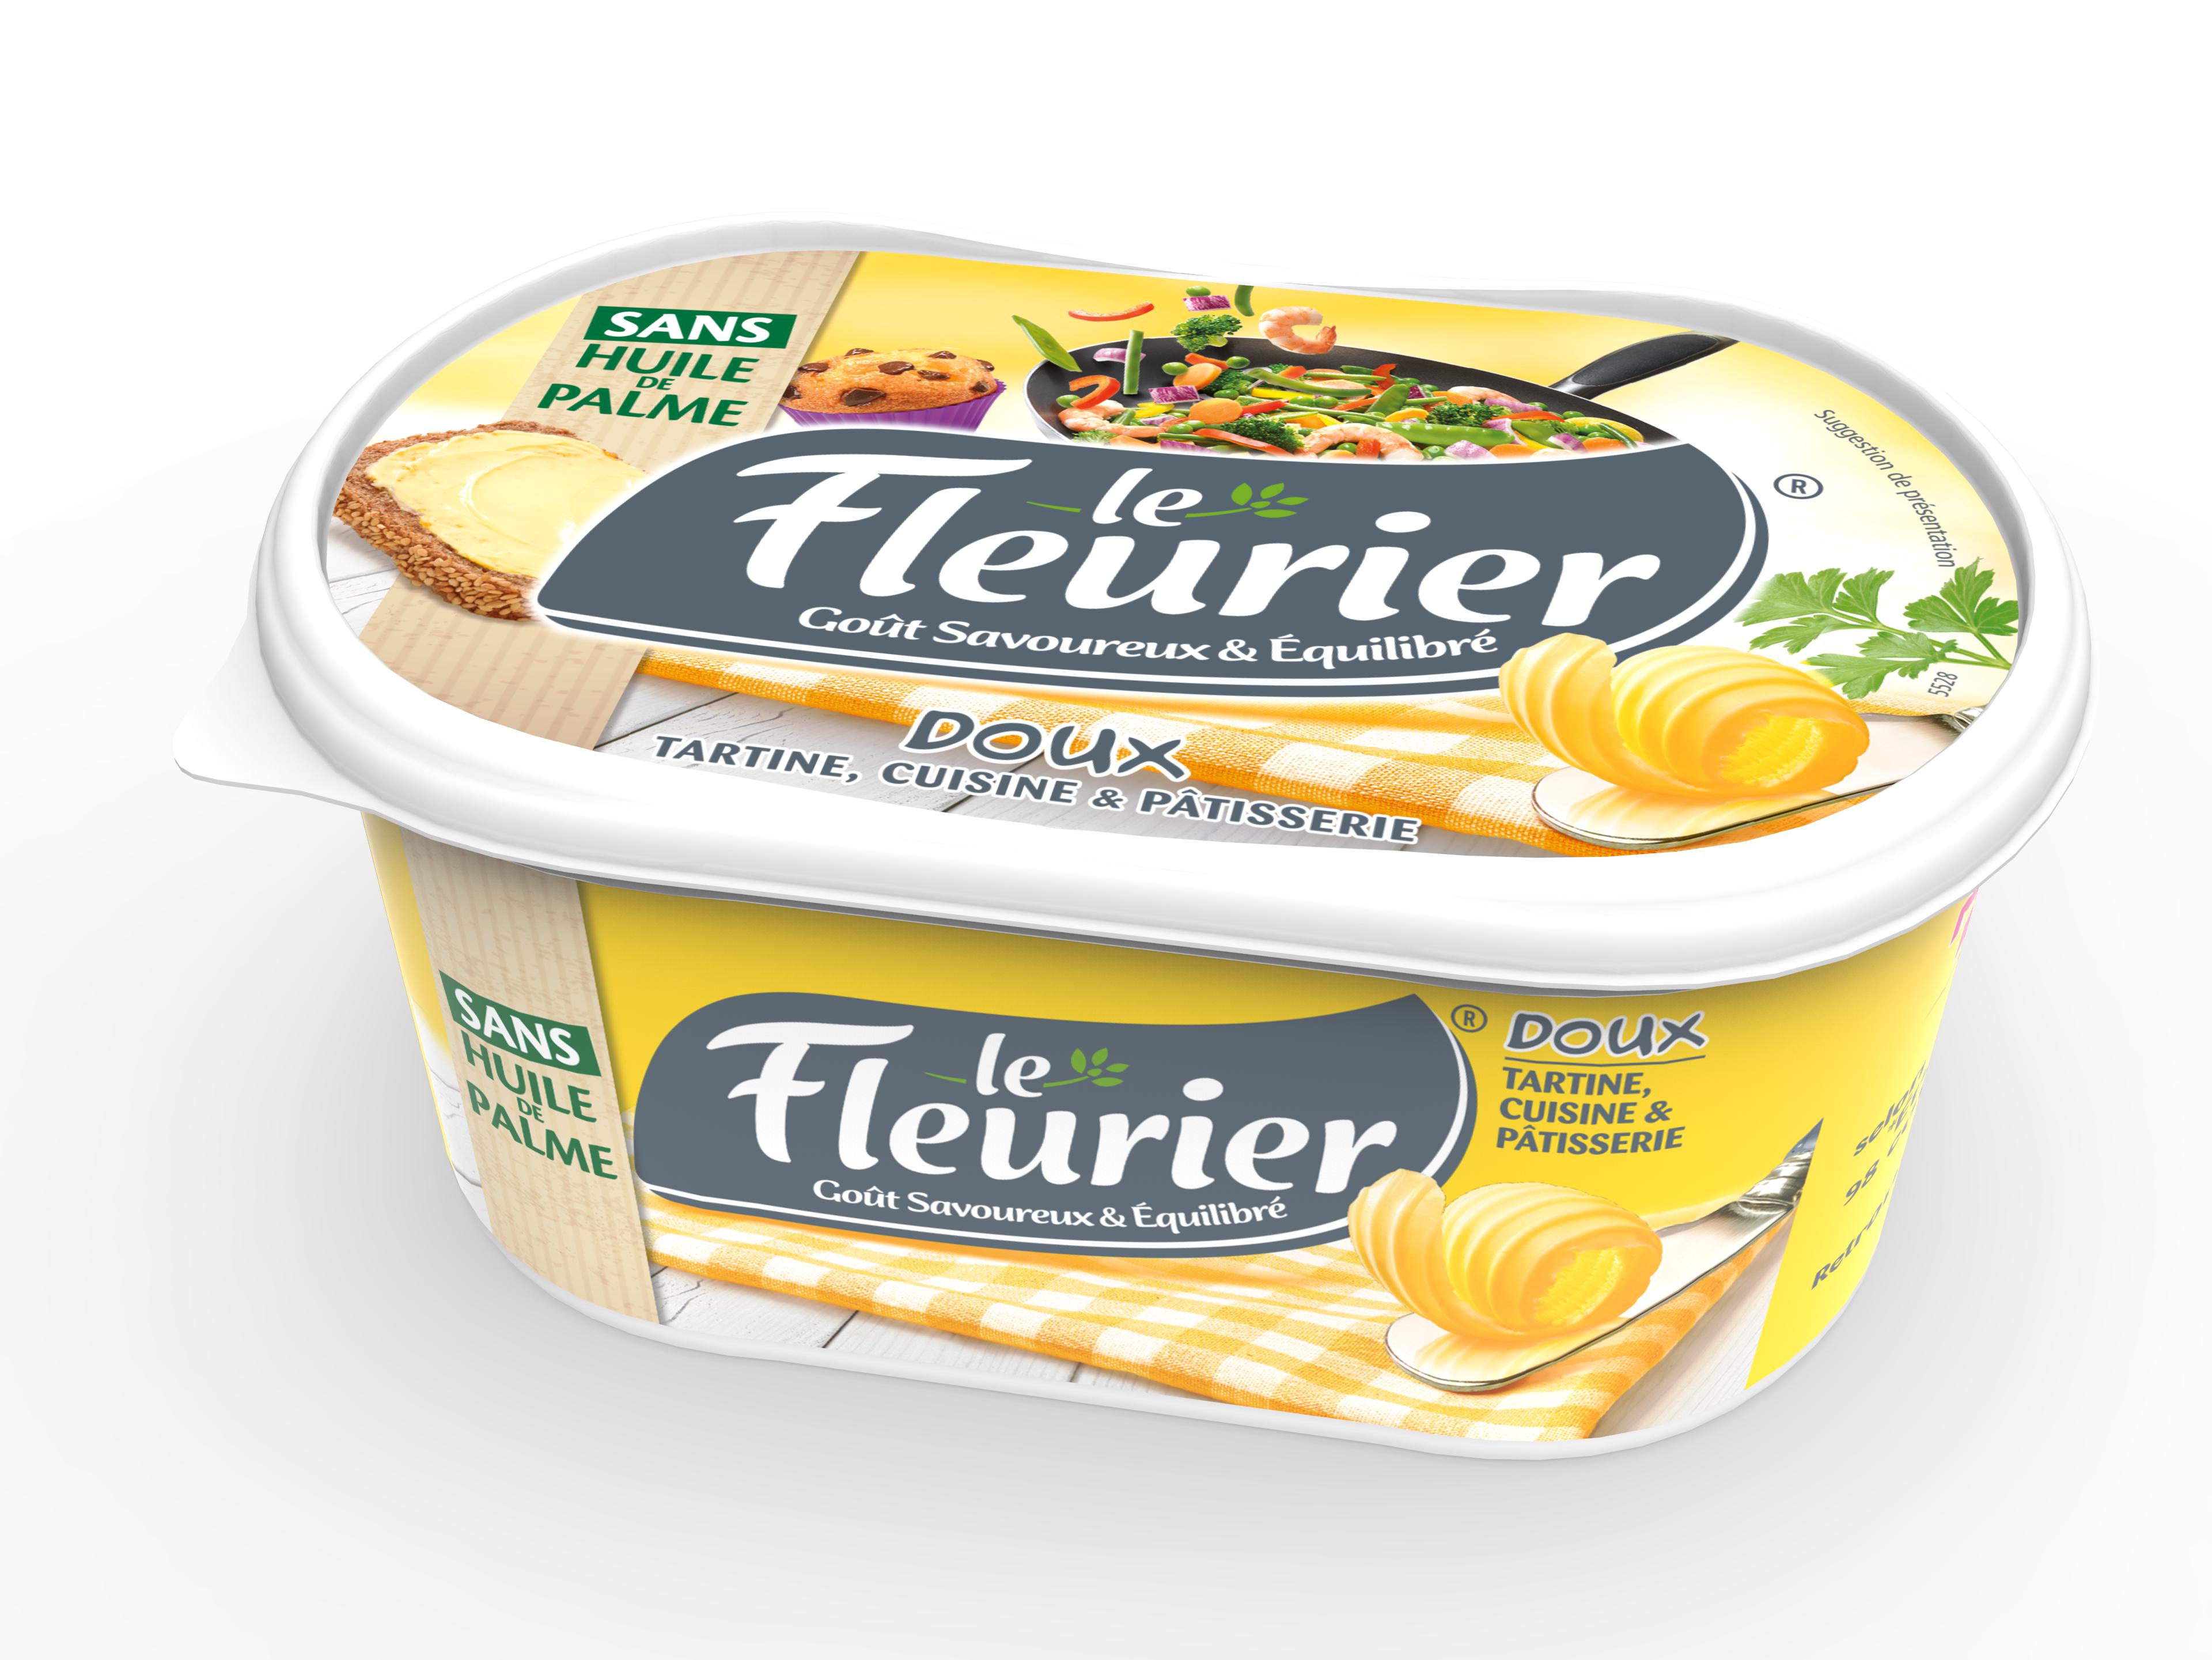 SANS
HUILE
DE
PALME
le
Fleurier
®
Goût Savoureux & Équilibré
Suggestion de présentation
5528
DOUX
TARTINE, CUISINE & PÂTISSERIE
SANS
HUILE
DE
PALME
le
Fleurier
®
Goût Savoureux & Équilibré
DOUX
TARTINE,
CUISINE &
PÂTISSERIE